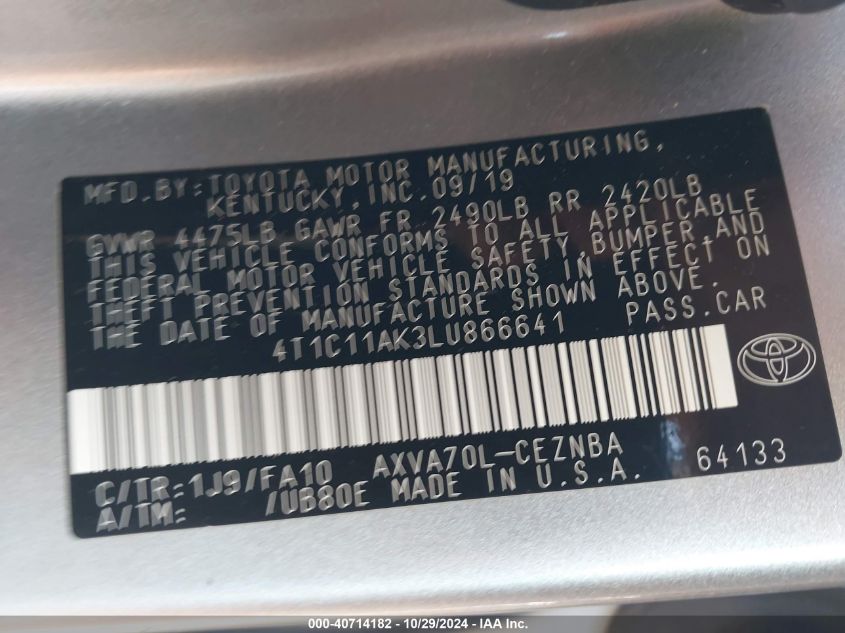 MFD. BY: TOYOTA MOTOR MANUFACTURING,
KENTUCKY, INC. 09/19
GVWR 4475LB GAWR FR 2490LB RR 2420LB
THIS VEHICLE CONFORMS TO ALL APPLICABLE
FEDERAL MOTOR VEHICLE SAFETY, BUMPER, AND
THEFT PREVENTION STANDARDS IN EFFECT ON
THE DATE OF MANUFACTURE SHOWN ABOVE.
4T1C11AK3LU866641 PASS. CAR
C/TR: 1J9/FA10 AXVA70L-CEZNBA 64133
A/TM: /UB80E MADE IN U.S.A.
000-40714182 - 10/29/2024 - IAA Inc.